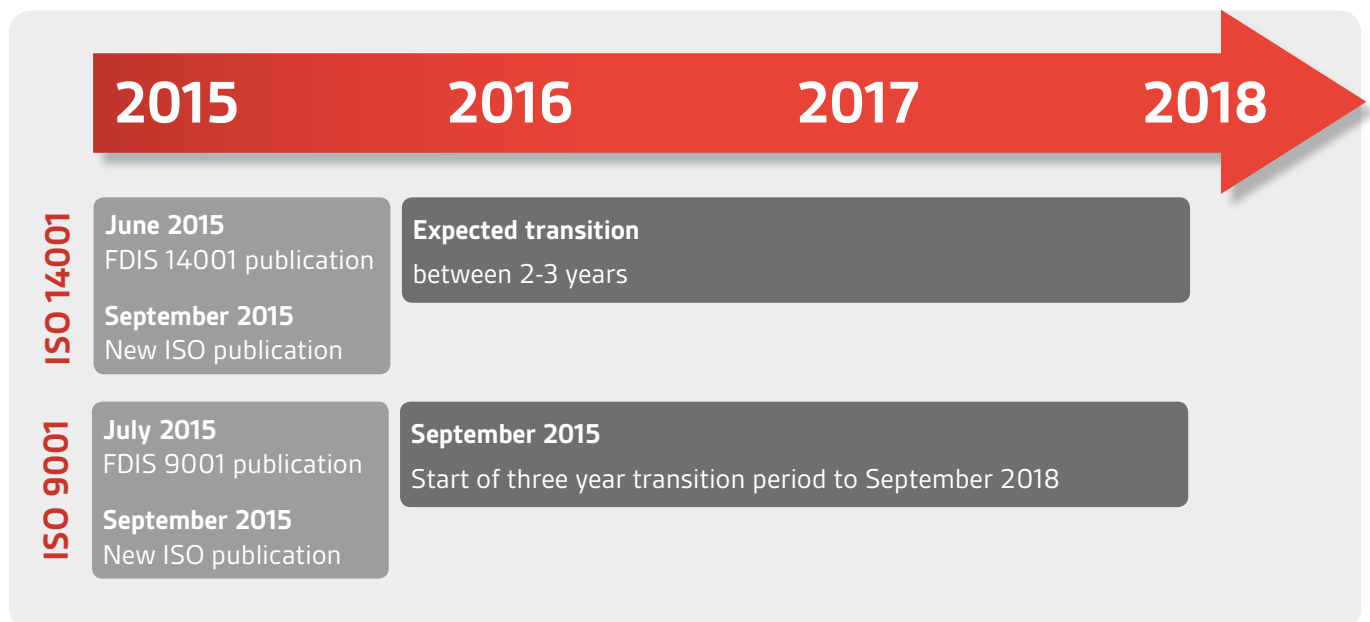 2015 2016 2017 2018
ISO 14001
June 2015
FDIS 14001 publication
September 2015
New ISO publication
Expected transition
between 2-3 years
ISO 9001
July 2015
FDIS 9001 publication
September 2015
New ISO publication
September 2015
Start of three year transition period to September 2018